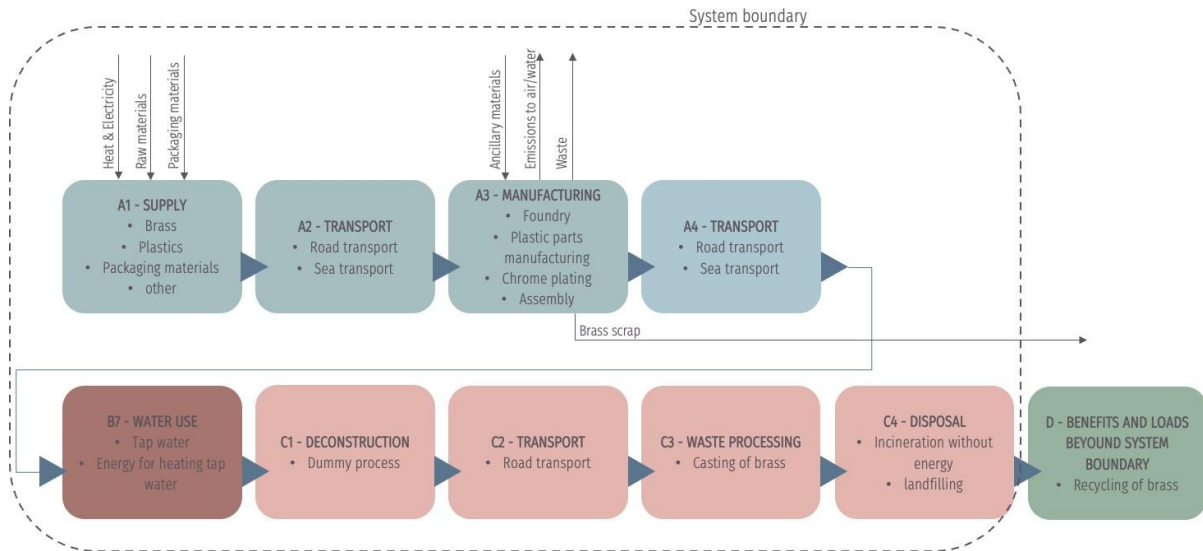 System boundary
Heat & Electricity
Raw materials
Packaging materials
Ancillary materials
Emissions to air/water
Waste
A1 - SUPPLY
• Brass
• Plastics
• Packaging materials
• other
A2 - TRANSPORT
• Road transport
• Sea transport
A3 - MANUFACTURING
• Foundry
• Plastic parts
manufacturing
• Chrome plating
• Assembly
A4 - TRANSPORT
• Road transport
• Sea transport
Brass scrap
B7 - WATER USE
• Tap water
• Energy for heating tap
water
C1 - DECONSTRUCTION
• Dummy process
C2 - TRANSPORT
• Road transport
C3 - WASTE PROCESSING
• Casting of brass
C4 - DISPOSAL
• Incineration without
energy
• landfilling
D - BENEFITS AND LOADS
BEYOUND SYSTEM
BOUNDARY
• Recycling of brass